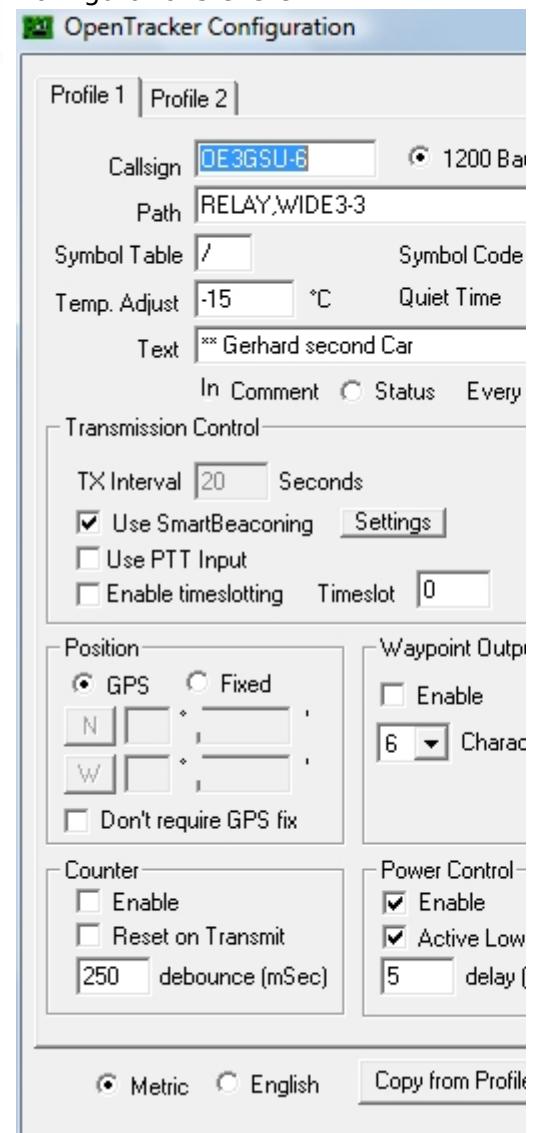 OpenTracker Configuration
Profile 1 Profile 2
Callsign OE3GSU-6 1200
Path RELAY,WIDE3-3
Symbol Table / Symbol Code
Temp. Adjust -15 °C Quiet Time
Text ** Gerhard second Car
In Comment Status Every
Transmission Control
TX Interval 20 Seconds
Use SmartBeaconing Settings
Use PTT Input
Enable timeslotting Timeslot 0
Position Waypoint
GPS Fixed
Enable
N ° , '
6
W ° , '
Don't require GPS fix
Counter Power Control
Enable Enable
Reset on Transmit Active Low
250 debounce (mSec) 5 delay (
Metric English Copy from